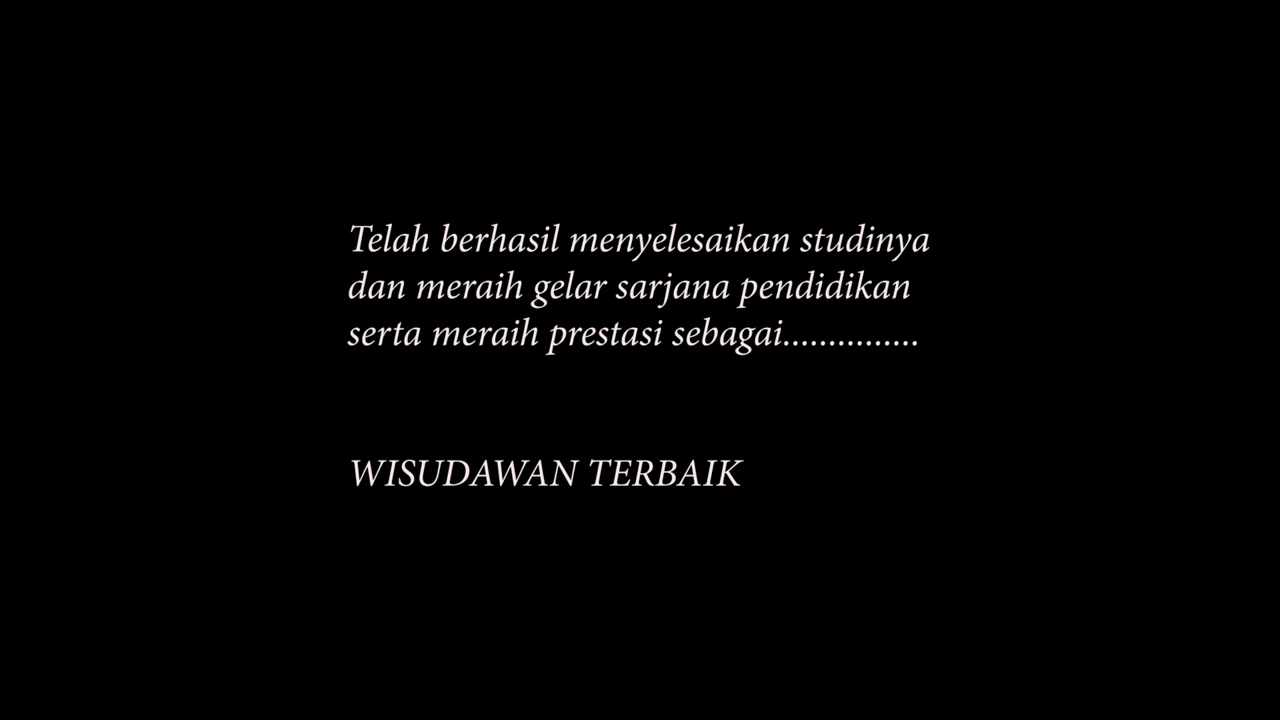 Telah berhasil menyelesaikan studinya
dan meraih gelar sarjana pendidikan
serta meraih prestasi sebagai...............
WISUDAWAN TERBAIK